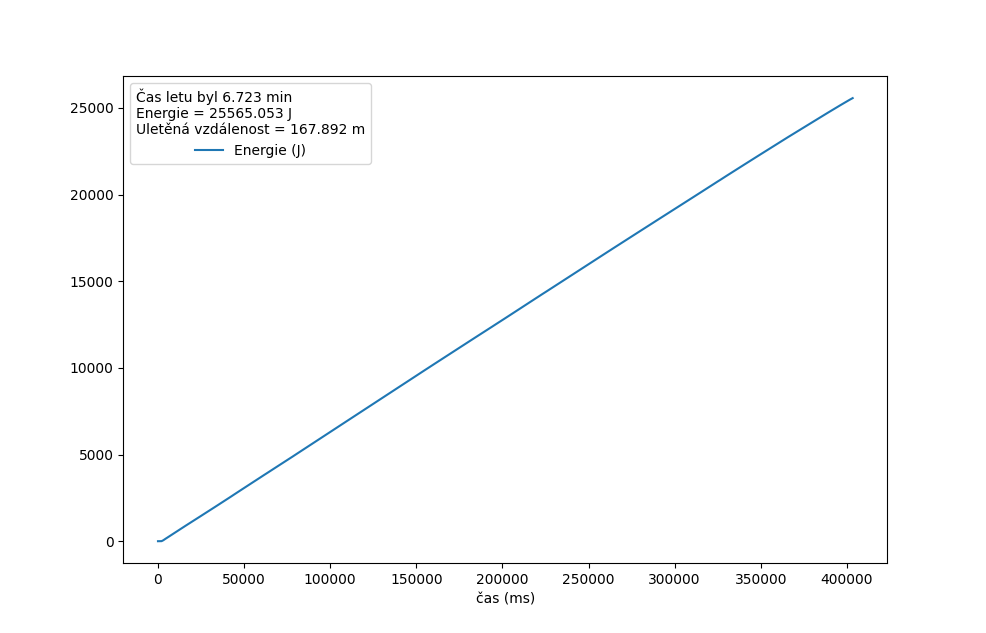 Čas letu byl 6.723 min
Energie = 25565.053 J
Uletěná vzdálenost = 167.892 m
Energie (J)
25000
20000
15000
10000
5000
0
0 50000 100000 150000 200000 250000 300000 350000 400000
čas (ms)